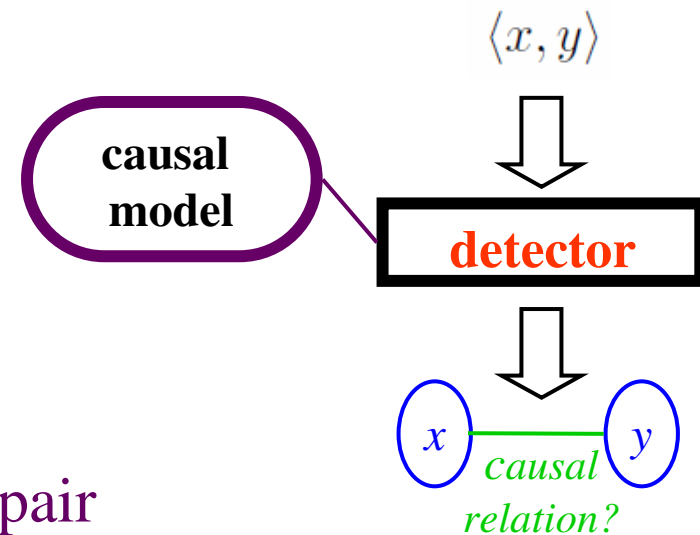 ⟨x, y⟩
causal
model
detector
x
y
causal
relation?
pair